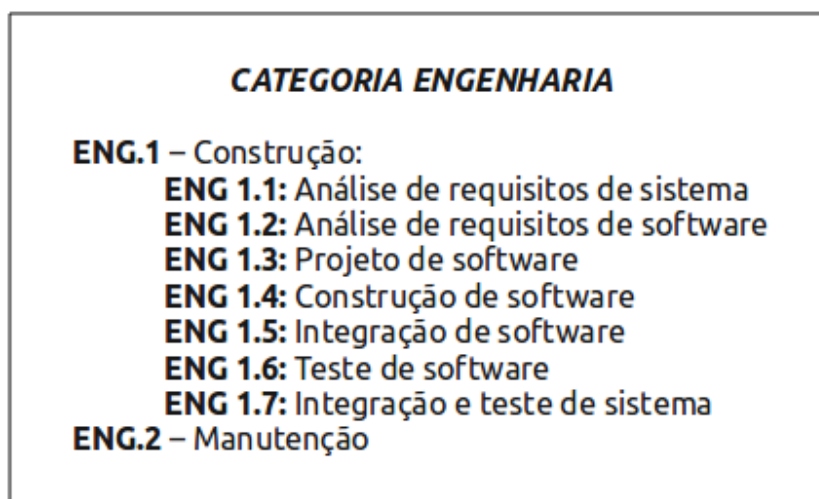 CATEGORIA ENGENHARIA
ENG.1 – Construção:
ENG 1.1: Análise de requisitos de sistema
ENG 1.2: Análise de requisitos de software
ENG 1.3: Projeto de software
ENG 1.4: Construção de software
ENG 1.5: Integração de software
ENG 1.6: Teste de software
ENG 1.7: Integração e teste de sistema
ENG.2 – Manutenção